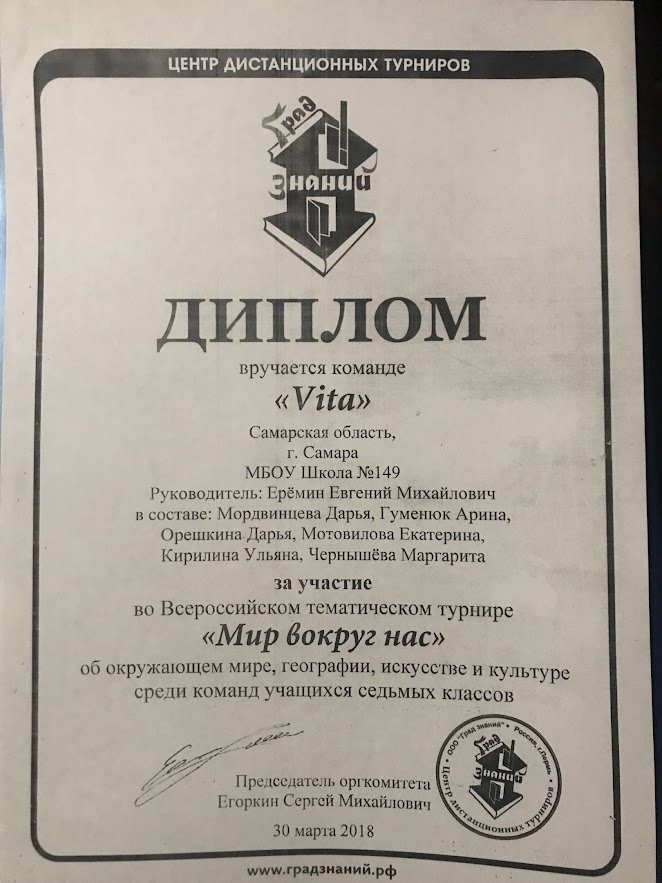 ЦЕНТР ДИСТАНЦИОННЫХ ТУРНИРОВ
Град
Знаний
ДИПЛОМ
вручается команде
«Vita»
Самарская область,
г. Самара
МБОУ Школа №149
Руководитель: Ерёмин Евгений Михайлович
в составе: Мордвинцева Дарья, Гуменюк Арина,
Орешкина Дарья, Мотовилова Екатерина,
Кирилина Ульяна, Чернышёва Маргарита
за участие
во Всероссийском тематическом турнире
«Мир вокруг нас»
об окружающем мире, географии, искусстве и культуре
среди команд учащихся седьмых классов
Председатель оргкомитета
Егоркин Сергей Михайлович
30 марта 2018
ООО "Град знаний" • Россия, г.Пермь •
Град
Знаний
Центр дистанционных турниров
www.градзнаний.рф